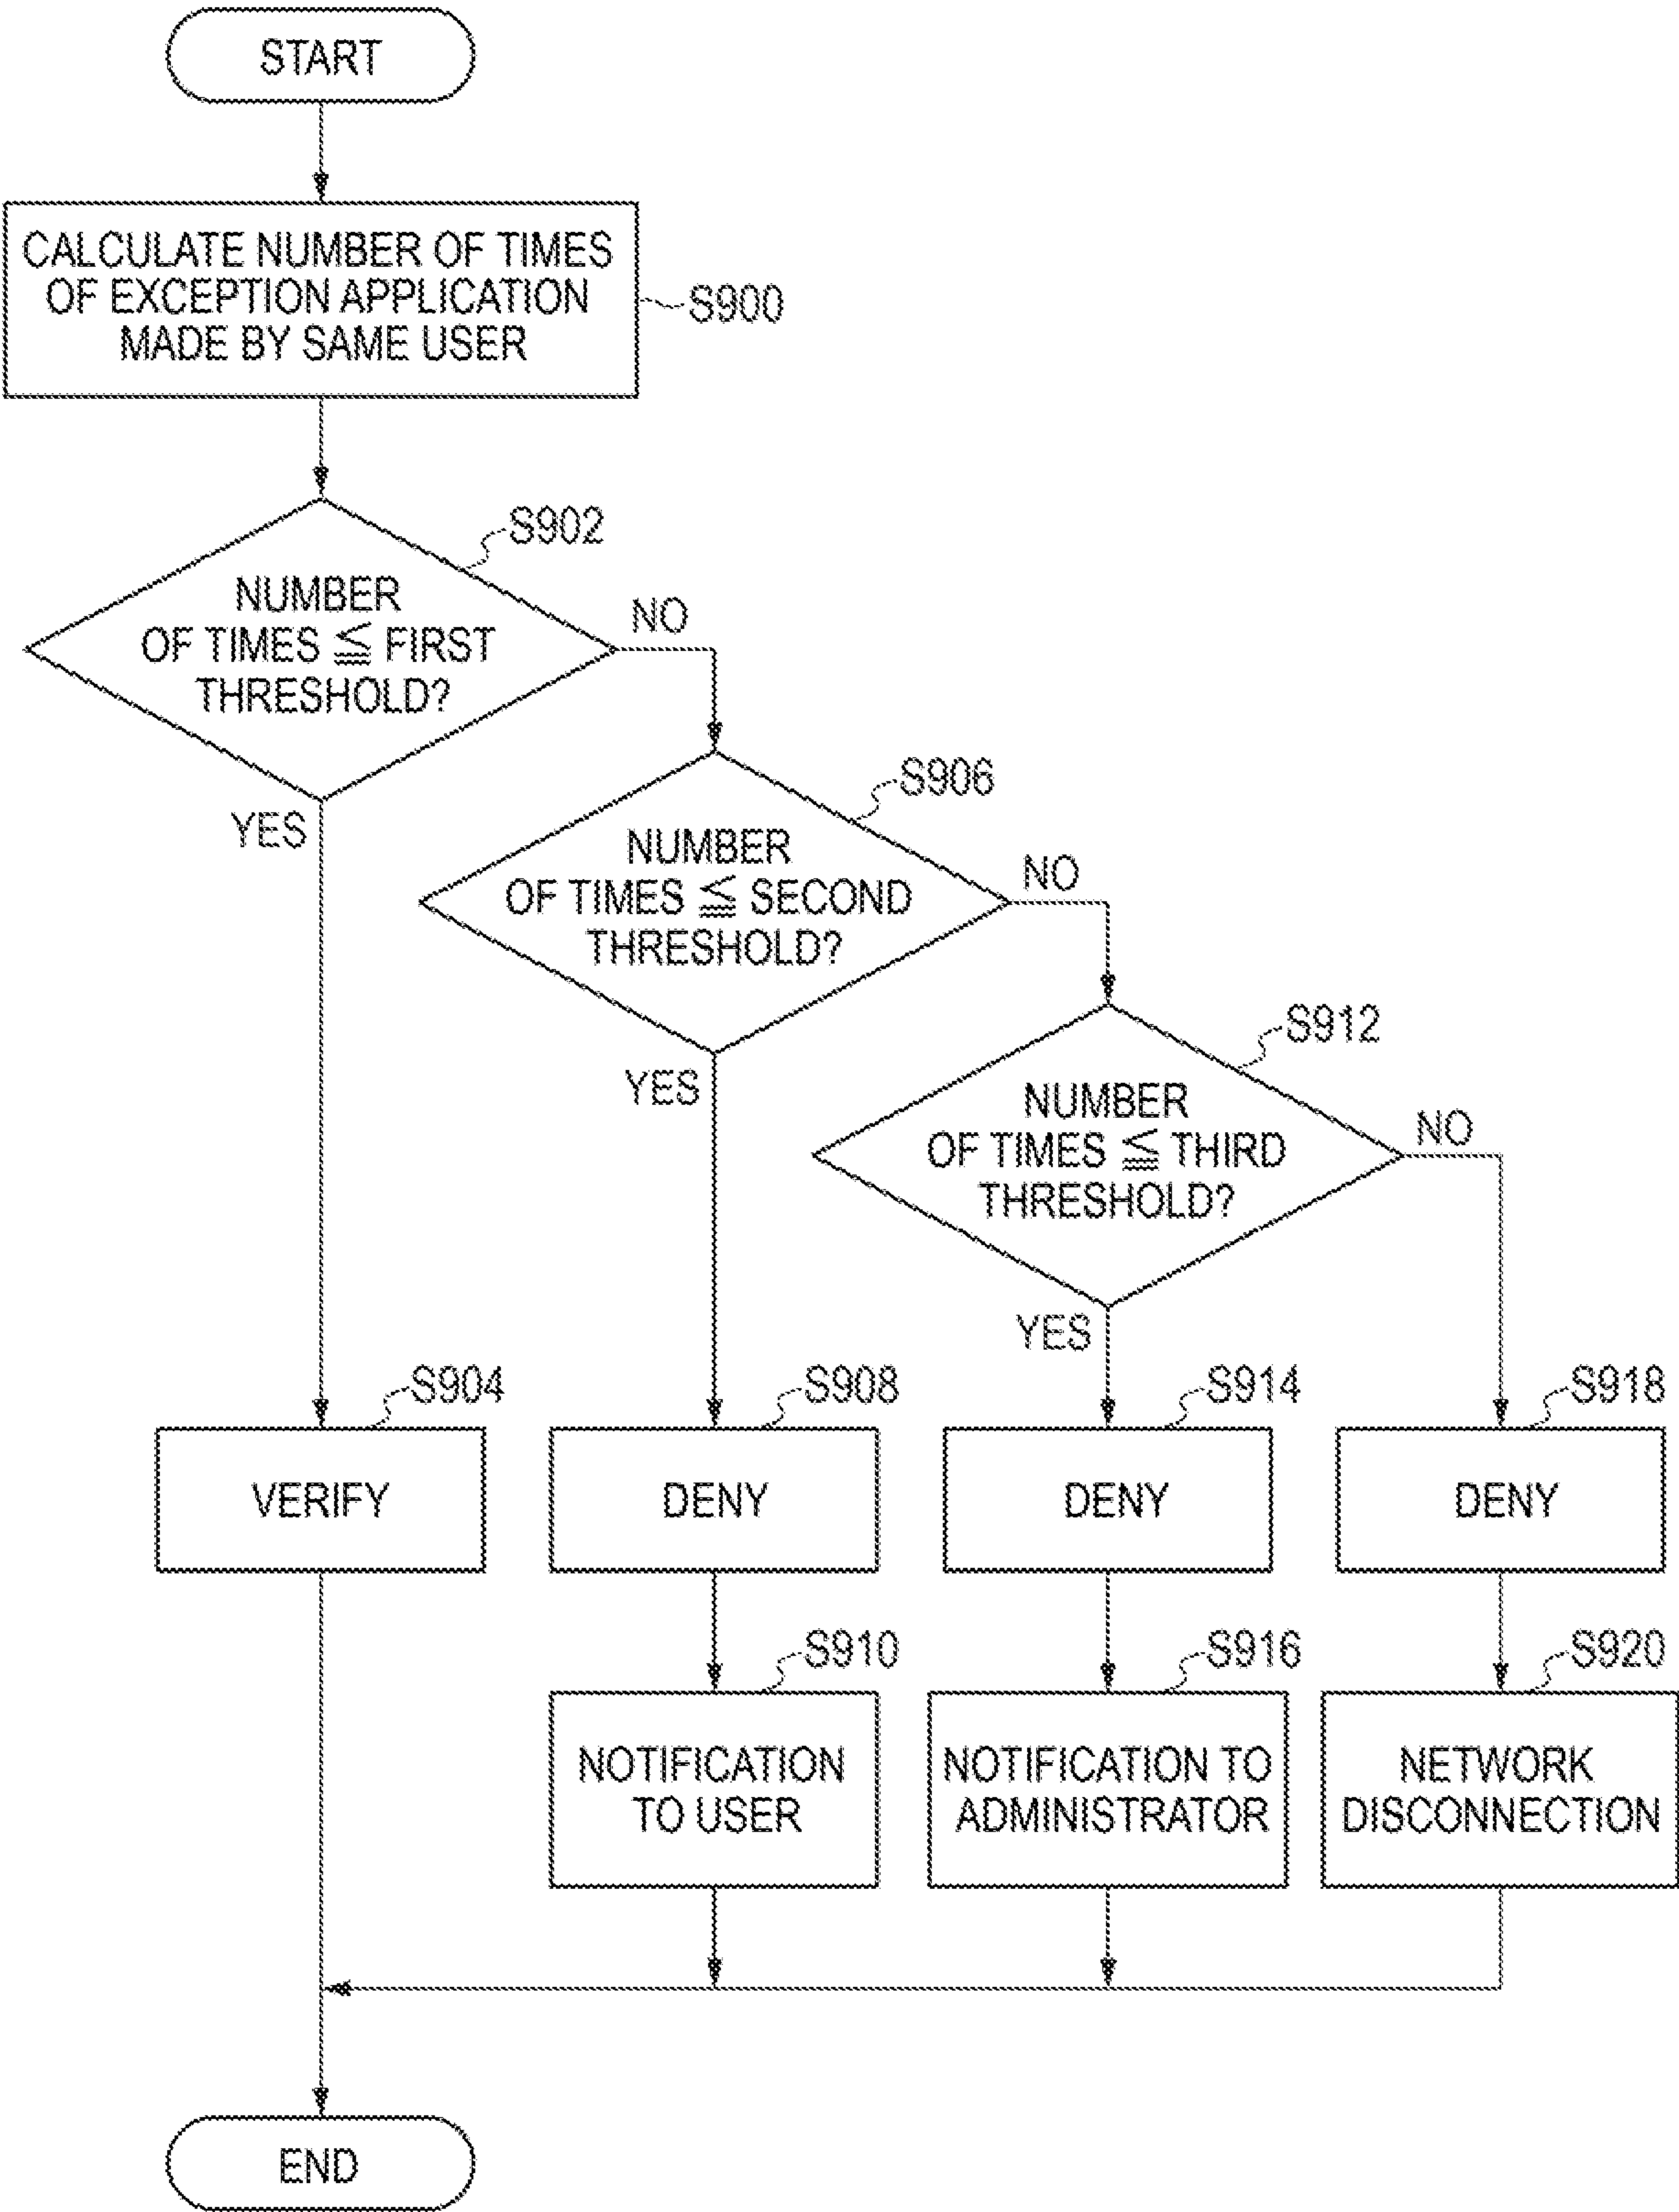 START
CALCULATE NUMBER OF TIMES
OF EXCEPTION APPLICATION
MADE BY SAME USER
S900
S902
NUMBER
OF TIMES ≦ FIRST
THRESHOLD?
NO
YES
S906
NUMBER
OF TIMES ≦ SECOND
THRESHOLD?
NO
YES
S912
NUMBER
OF TIMES ≦ THIRD
THRESHOLD?
NO
YES
S904
VERIFY
S908
DENY
S914
DENY
S918
DENY
S910
NOTIFICATION
TO USER
S916
NOTIFICATION TO
ADMINISTRATOR
S920
NETWORK
DISCONNECTION
END